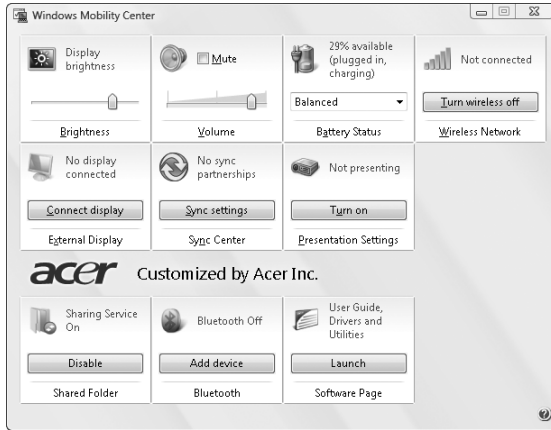 Windows Mobility Center
Display
brightness
Brightness
Mute
Volume
29% available
(plugged in,
charging)
Balanced
Battery Status
Not connected
Turn wireless off
Wireless Network
No display
connected
Connect display
External Display
No sync
partnerships
Sync settings
Sync Center
Not presenting
Turn on
Presentation Settings
acer Customized by Acer Inc.
Sharing Service
On
Disable
Shared Folder
Bluetooth Off
Add device
Bluetooth
User Guide,
Drivers and
Utilities
Launch
Software Page